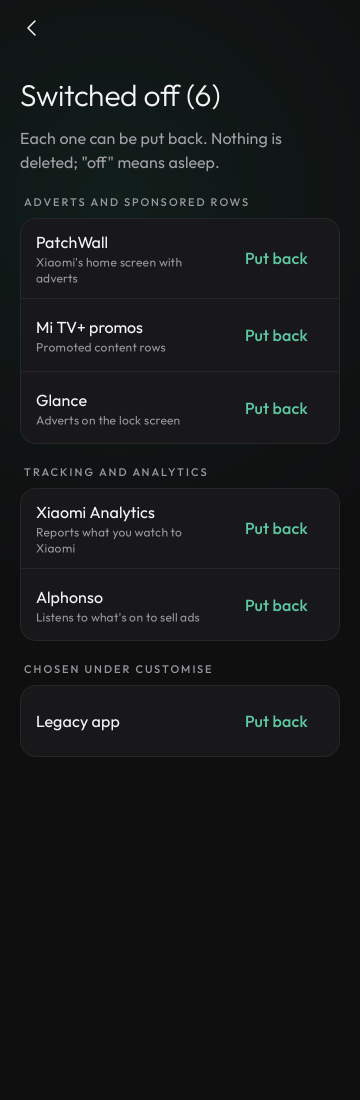 Switched off (6)
Each one can be put back. Nothing is
deleted; "off" means asleep.
ADVERTS AND SPONSORED ROWS
PatchWall
Xiaomi's home screen with
adverts
Put back
Mi TV+ promos
Promoted content rows
Put back
Glance
Adverts on the lock screen
Put back
TRACKING AND ANALYTICS
Xiaomi Analytics
Reports what you watch to
Xiaomi
Put back
Alphonso
Listens to what's on to sell ads
Put back
CHOSEN UNDER CUSTOMISE
Legacy app
Put back